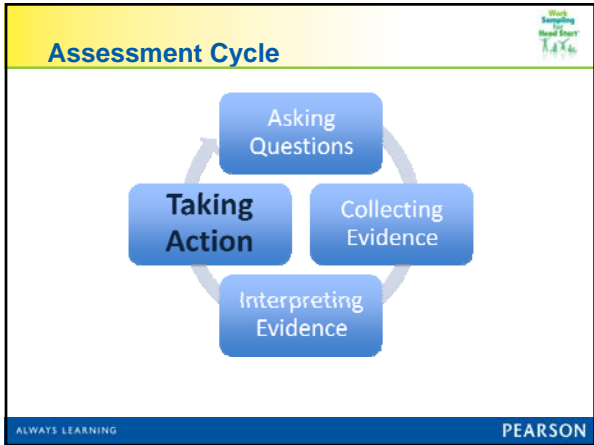 Work
Sampling
for
Head Start
Assessment Cycle
Asking
Questions
Taking
Action
Collecting
Evidence
Interpreting
Evidence
ALWAYS LEARNING
PEARSON